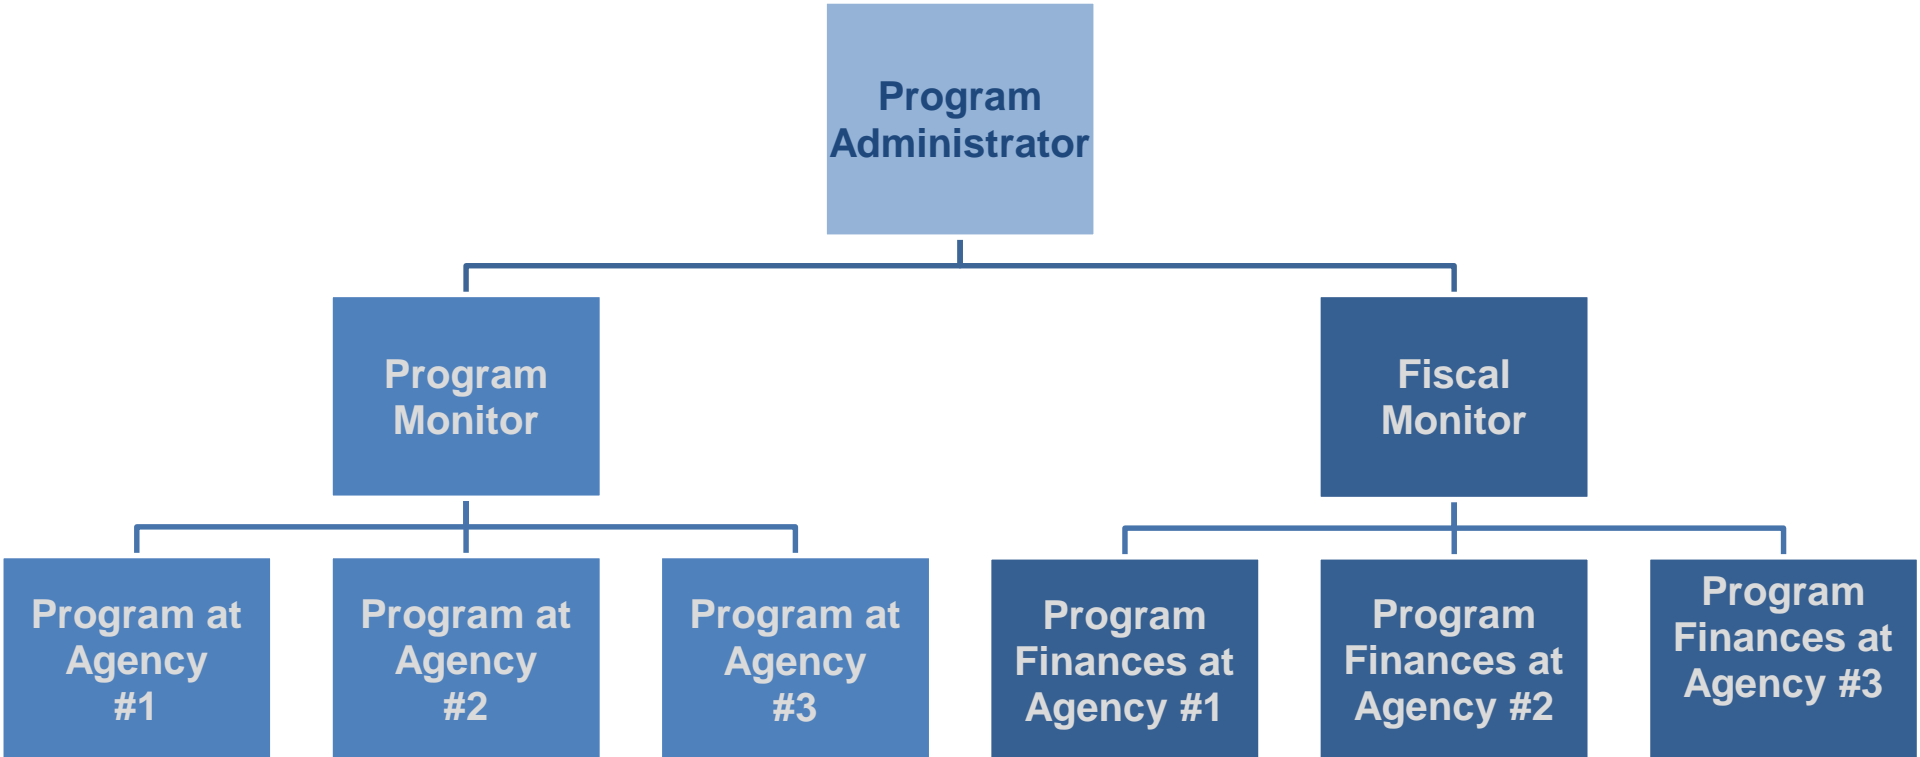 Program
Administrator
Program
Monitor
Fiscal
Monitor
Program at
Agency
#1
Program at
Agency
#2
Program at
Agency
#3
Program
Finances at
Agency #1
Program
Finances at
Agency #2
Program
Finances at
Agency #3